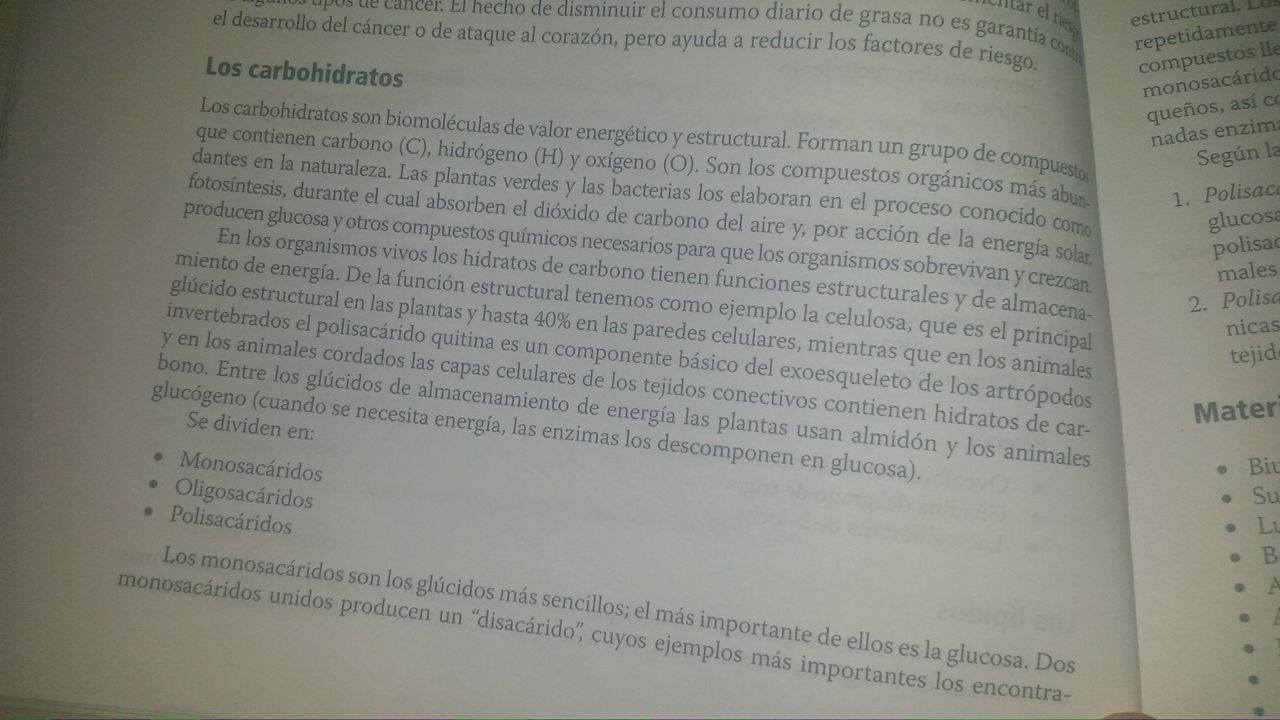 tipos de cáncer. El hecho de disminuir el consumo diario de grasa no es garantía contra
el desarrollo del cáncer o de ataque al corazón, pero ayuda a reducir los factores de riesgo.
Los carbohidratos
Los carbohidratos son biomoléculas de valor energético y estructural. Forman un grupo de compuestos
que contienen carbono (C), hidrógeno (H) y oxígeno (O). Son los compuestos orgánicos más abun-
dantes en la naturaleza. Las plantas verdes y las bacterias los elaboran en el proceso conocido como
fotosíntesis, durante el cual absorben el dióxido de carbono del aire y, por acción de la energía solar,
producen glucosa y otros compuestos químicos necesarios para que los organismos sobrevivan y crezcan.
En los organismos vivos los hidratos de carbono tienen funciones estructurales y de almacena-
miento de energía. De la función estructural tenemos como ejemplo la celulosa, que es el principal
glúcido estructural en las plantas y hasta 40% en las paredes celulares, mientras que en los animales
invertebrados el polisacárido quitina es un componente básico del exoesqueleto de los artrópodos
y en los animales cordados las capas celulares de los tejidos conectivos contienen hidratos de car-
bono. Entre los glúcidos de almacenamiento de energía las plantas usan almidón y los animales
glucógeno (cuando se necesita energía, las enzimas los descomponen en glucosa).
Se dividen en:
• Monosacáridos
• Oligosacáridos
• Polisacáridos
Los monosacáridos son los glúcidos más sencillos; el más importante de ellos es la glucosa. Dos
monosacáridos unidos producen un “disacárido”, cuyos ejemplos más importantes los encontra-
estructural.
repetidamente
compuestos lle
monosacárido
queños, así co
nadas enzima
Según la
1. Polisacá
glucosa
polisac
males
2. Polisa
nicas
tejid
Materi
• Biu
• Su
• Lu
• B
• A